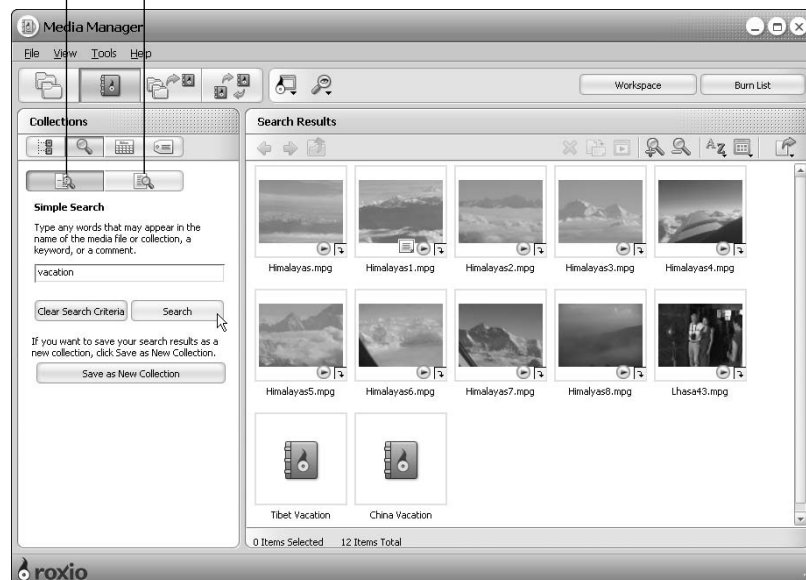 Media Manager
File View Tools Help
Workspace Burn List
Collections
Simple Search
Type any words that may appear in the
name of the media file or collection, a
keyword, or a comment.
vacation
Clear Search Criteria Search
If you want to save your search results as a
new collection, click Save as New Collection.
Save as New Collection
Search Results
Himalayas.mpg Himalayas1.mpg Himalayas2.mpg Himalayas3.mpg Himalayas4.mpg
Himalayas5.mpg Himalayas6.mpg Himalayas7.mpg Himalyas8.mpg Lhasa43.mpg
Tibet Vacation China Vacation
0 Items Selected 12 Items Total
roxio